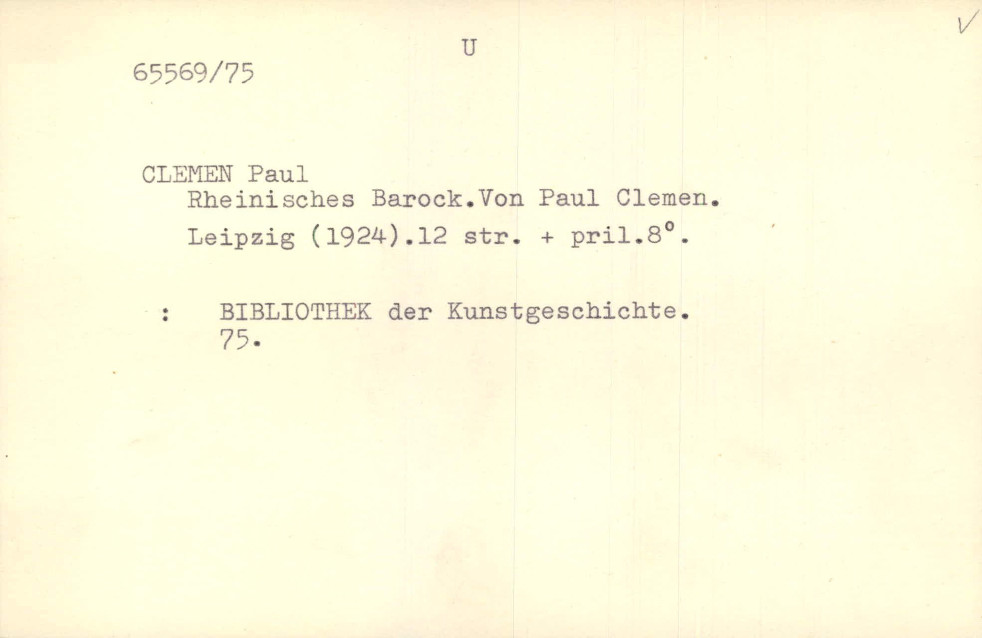 U
65569/75
CLEMEN Paul
Rheinisches Barock.Von Paul Clemen.
Leipzig (1924).12 str. + pril.8°.
: BIBLIOTHEK der Kunstgeschichte.
75.